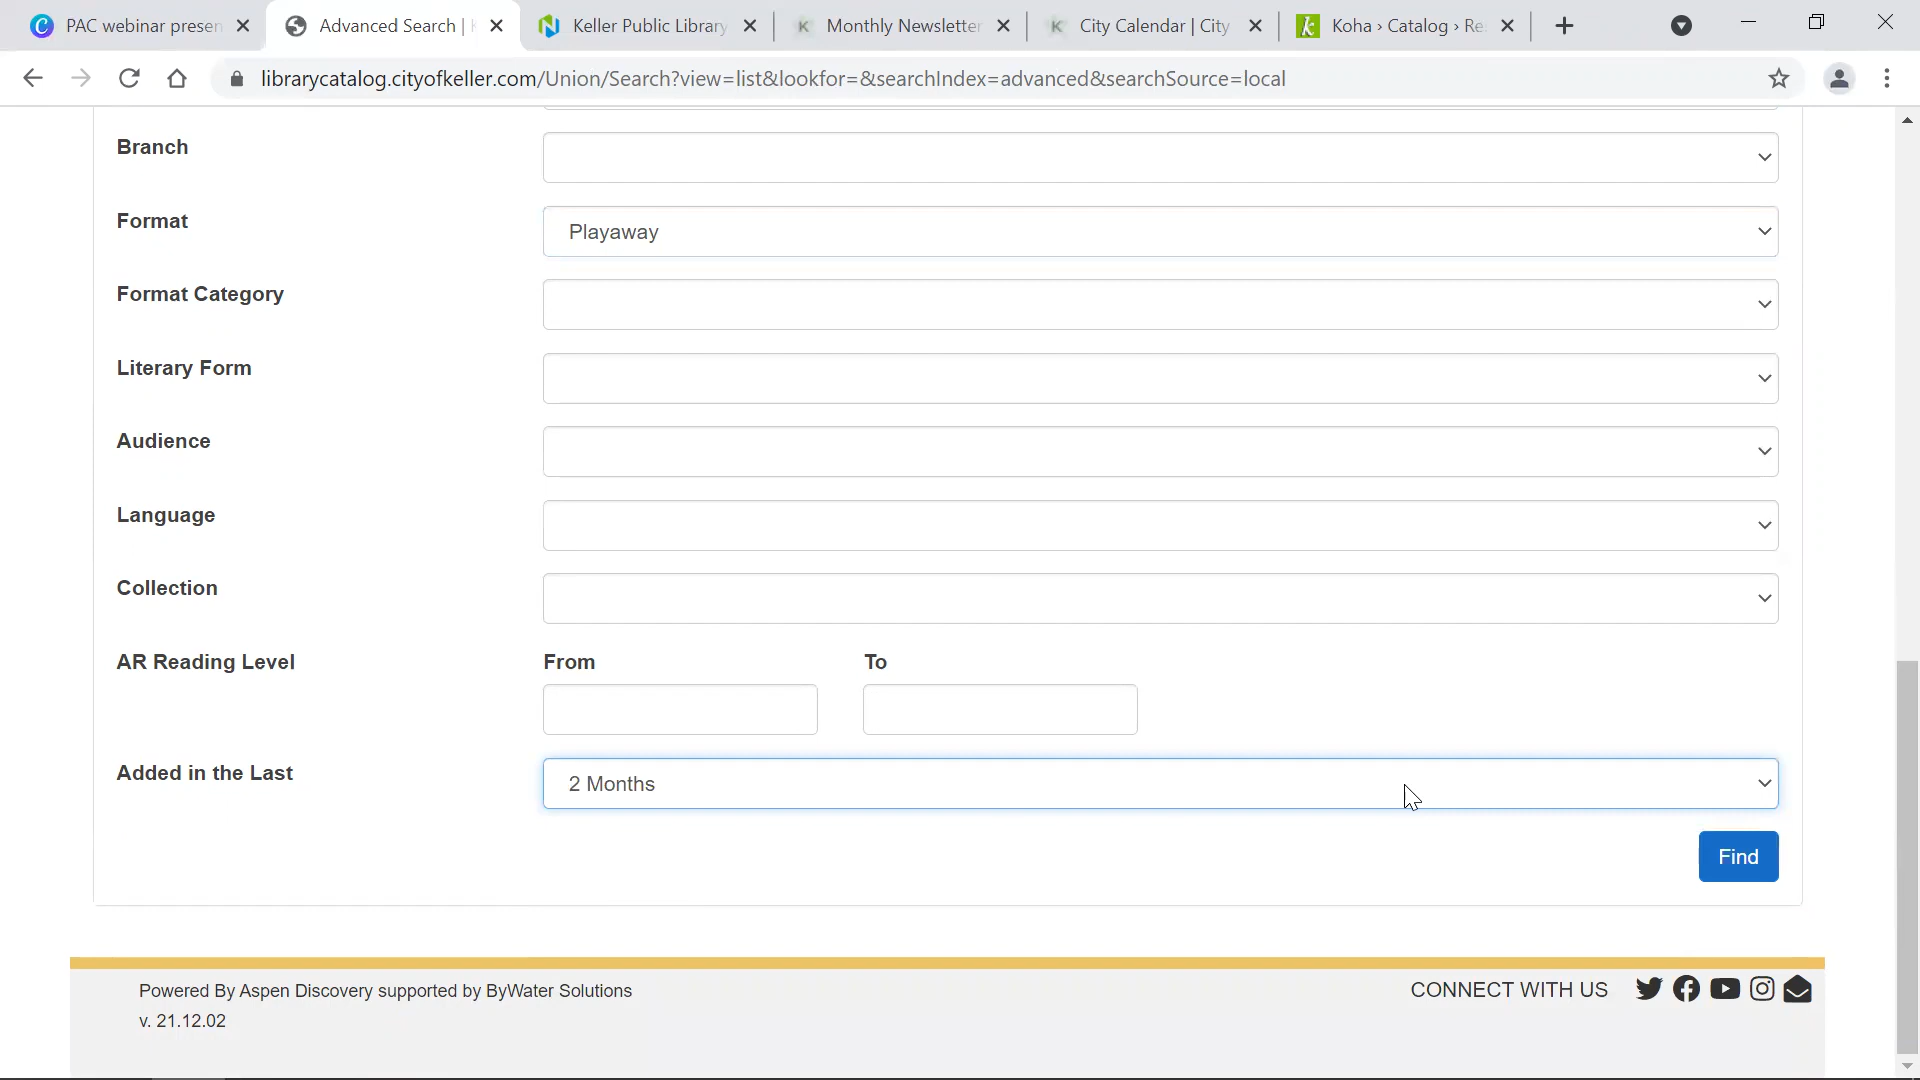 PAC webinar presen
Advanced Search |
Keller Public Library
Monthly Newsletter
City Calendar | City
Koha › Catalog › Re
librarycatalog.cityofkeller.com/Union/Search?view=list&lookfor=&searchIndex=advanced&searchSource=local
Branch
Format
Playaway
Format Category
Literary Form
Audience
Language
Collection
AR Reading Level
From
To
Added in the Last
2 Months
Find
Powered By Aspen Discovery supported by ByWater Solutions
v. 21.12.02
CONNECT WITH US